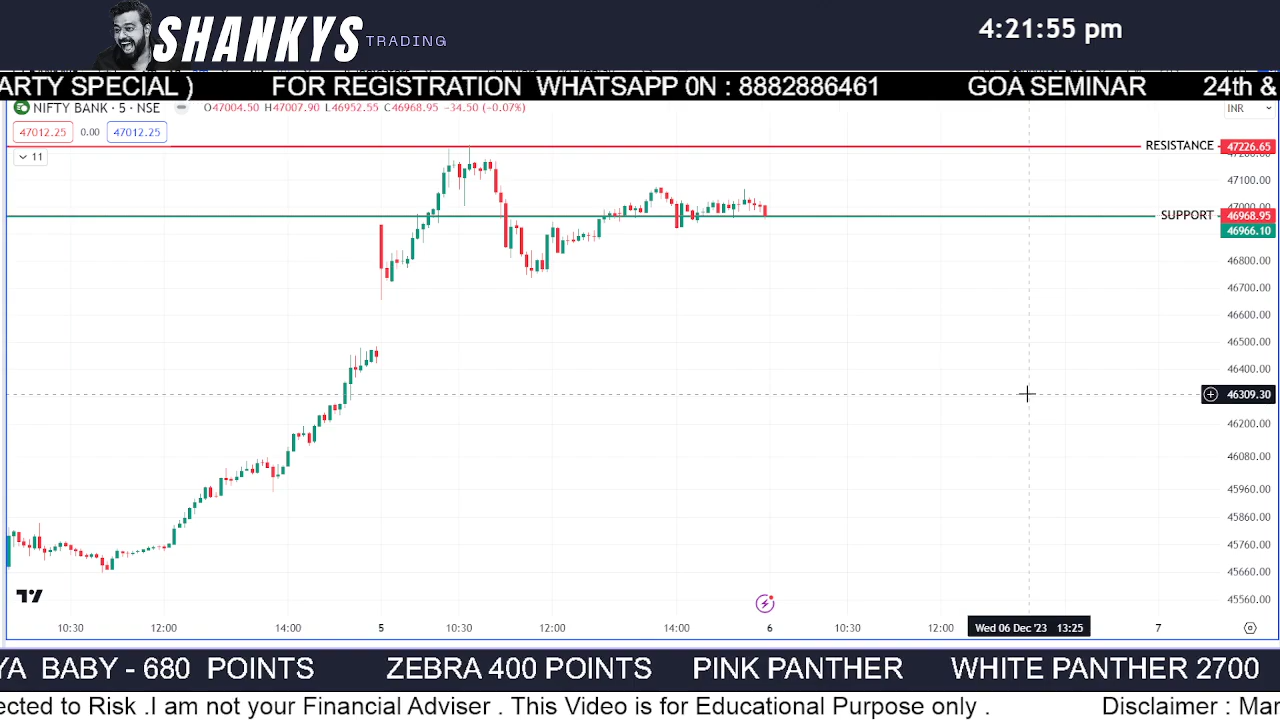 SHANKYS TRADING
4:21:55 pm
ARTY SPECIAL ) FOR REGISTRATION WHATSAPP 0N : 8882886461 GOA SEMINAR 24th &
NIFTY BANK · 5 · NSE O47004.50 H47007.90 L46952.55 C46968.95 -34.50 (-0.07%) INR
47012.25 0.00 47012.25
11
RESISTANCE 47226.65
47100.00
47000.00
SUPPORT 46968.95
46966.10
46800.00
46700.00
46600.00
46500.00
46400.00
46309.30
46200.00
46080.00
45960.00
45860.00
45760.00
45660.00
45560.00
10:30 12:00 14:00 5 10:30 12:00 14:00 6 10:30 12:00 Wed 06 Dec '23 13:25 7
YA BABY - 680 POINTS ZEBRA 400 POINTS PINK PANTHER WHITE PANTHER 2700
ected to Risk .I am not your Financial Adviser . This Video is for Educational Purpose only . Disclaimer : Mar